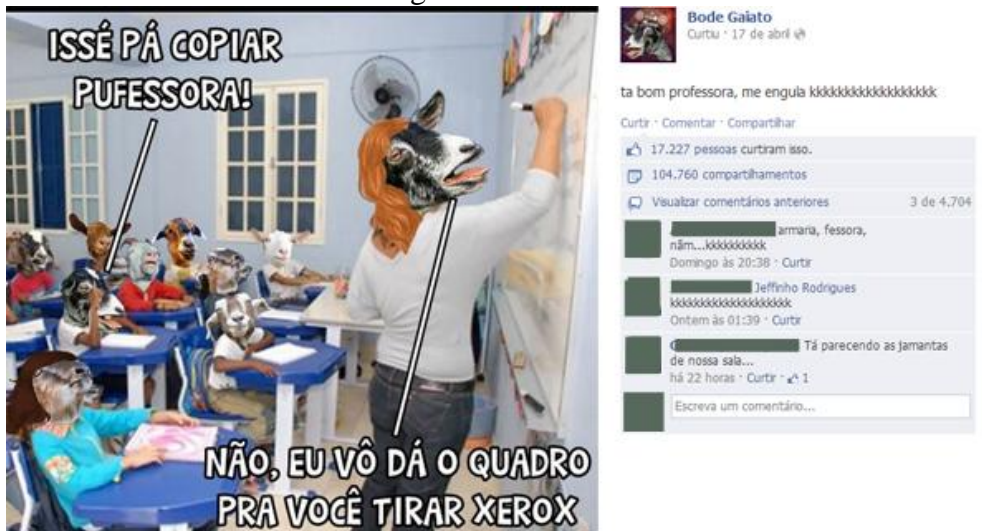 ISSÉ PÁ COPIAR
PUFESSORA!
NÃO, EU VÔ DÁ O QUADRO
PRA VOCÊ TIRAR XEROX
Bode Gaiato
Curtiu · 17 de abril
ta bom professora, me engula kkkkkkkkkkkkkkkkkkk
Curtir · Comentar · Compartilhar
17.227 pessoas curtiram isso.
104.760 compartilhamentos
Visualizar comentários anteriores 3 de 4.704
armaria, fessora,
nãm...kkkkkkkkkk
Domingo às 20:38 · Curtir
Jeffinho Rodrigues
kkkkkkkkkkkkkkkkkkk
Ontem às 01:39 · Curtir
Tá parecendo as jamantas
de nossa sala...
há 22 horas · Curtir · 1
Escreva um comentário...